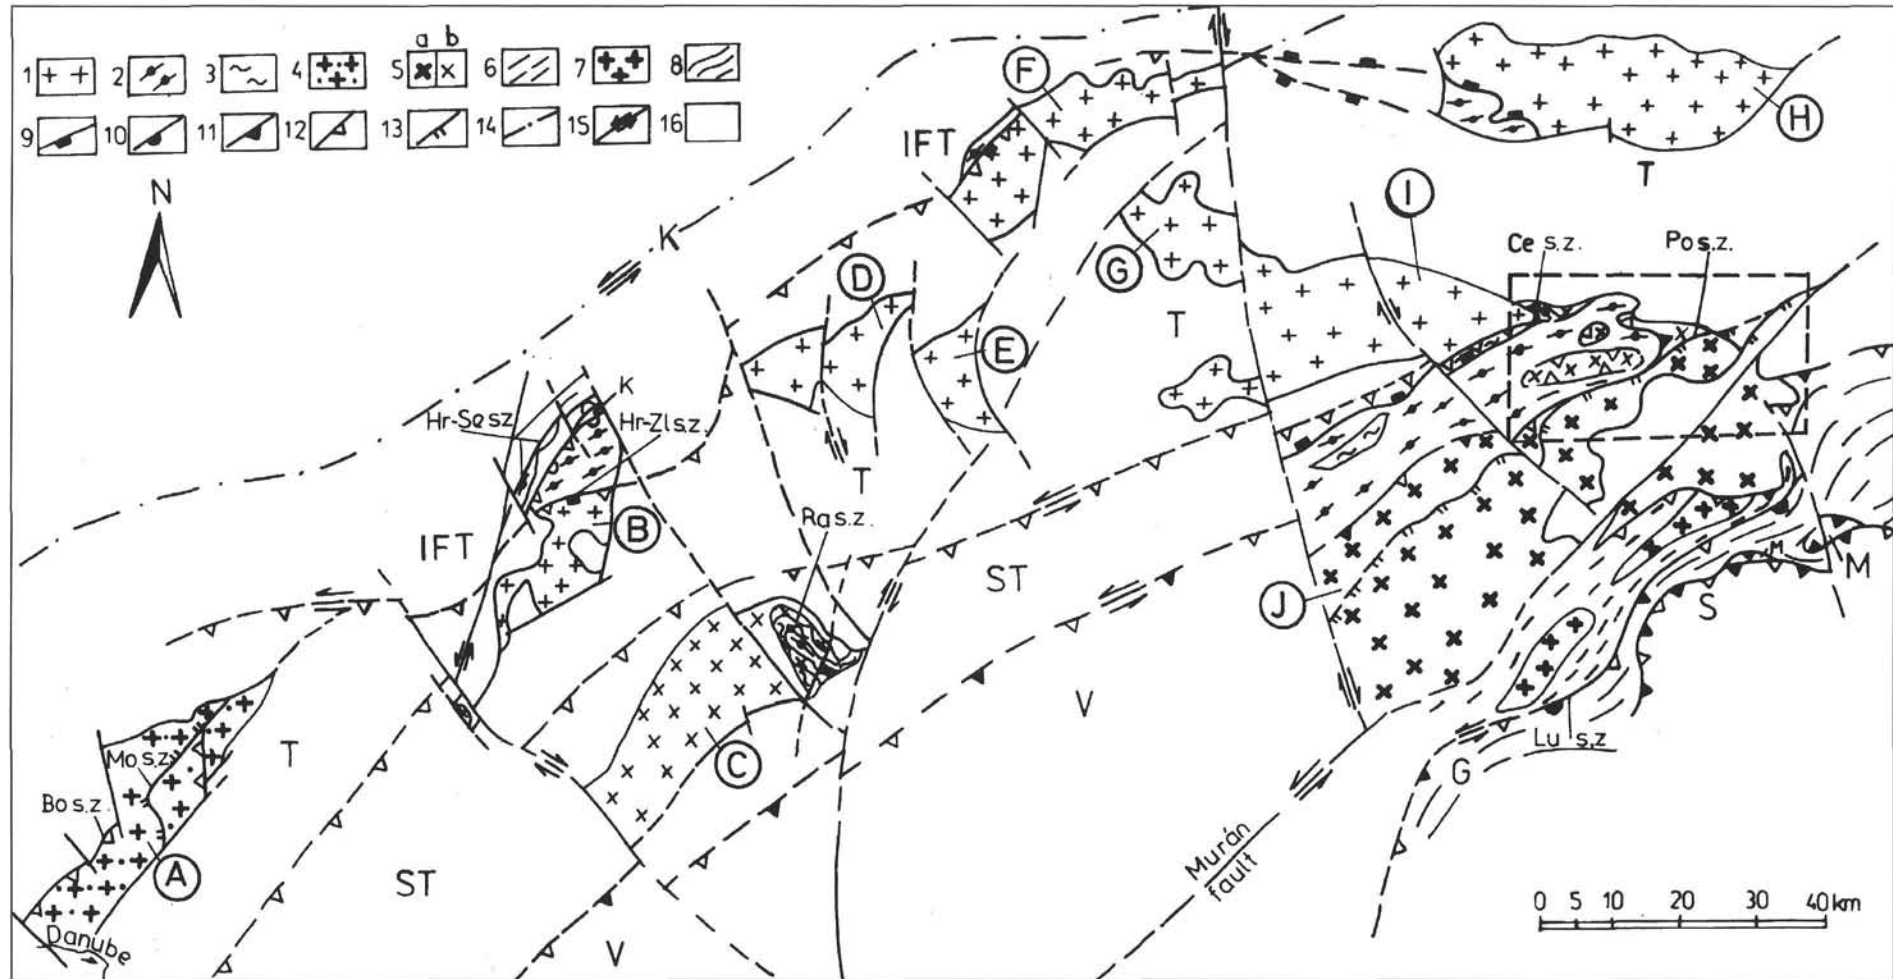 a b
1 2 3 4 5 6 7 8
9 10 11 12 13 14 15 16
N
F
H
IFT
T
K
I
G
Ce s.z.
Po s.z.
D
T
E
K
Hr-Se s.z.
Hr-Zl s.z.
T
B
Ra s.z.
IFT
ST
M
M
J
S
V
C
T
Mo s.z.
Lu s.z
G
Bo s.z.
A
Murán
fault
ST
0 5 10 20 30 40 km
Danube
V